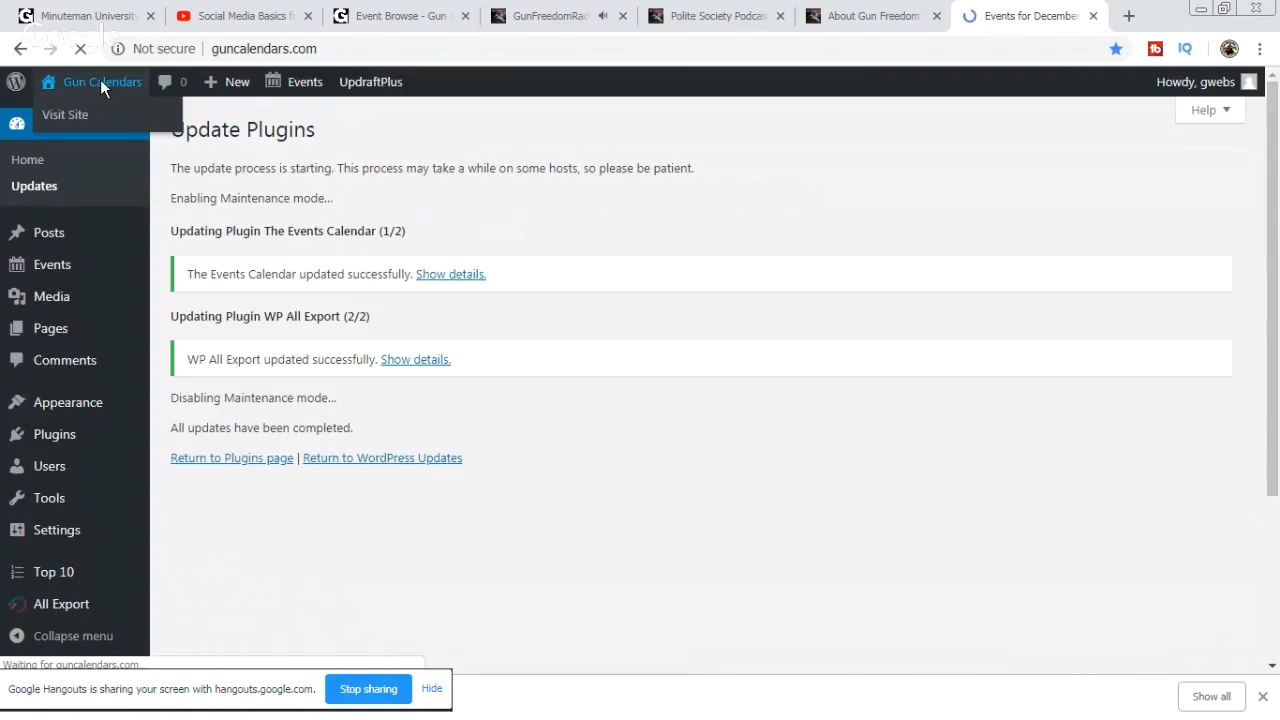 Minuteman Universit
Social Media Basics fo
Event Browse - Gun C
GunFreedomRadi
Polite Society Podcas
About Gun Freedom
Events for December
Google
Not secure
guncalendars.com
Gun Calendars
0
New
Events
UpdraftPlus
Howdy, gwebs
Visit Site
Help
Update Plugins
Home
Updates
Posts
Events
Media
Pages
Comments
Appearance
Plugins
Users
Tools
Settings
Top 10
All Export
Collapse menu
The update process is starting. This process may take a while on some hosts, so please be patient.
Enabling Maintenance mode...
Updating Plugin The Events Calendar (1/2)
The Events Calendar updated successfully. Show details.
Updating Plugin WP All Export (2/2)
WP All Export updated successfully. Show details.
Disabling Maintenance mode...
All updates have been completed.
Return to Plugins page | Return to WordPress Updates
Waiting for guncalendars.com...
Google Hangouts is sharing your screen with hangouts.google.com.
Stop sharing
Hide
Show all